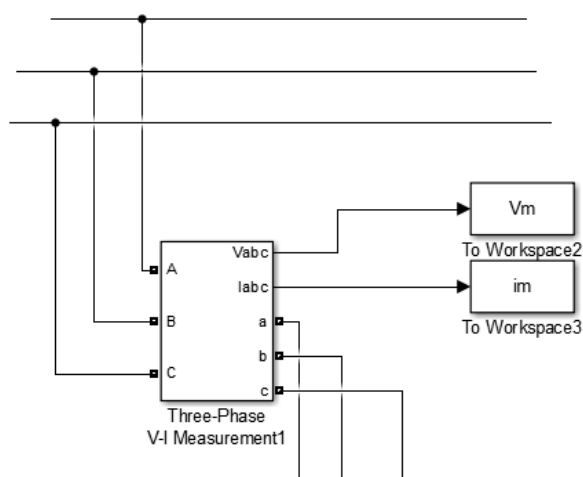 Vm
To Workspace2
Vabc
A
Iabc
im
B
a
To Workspace3
b
C
c
Three-Phase
V-I Measurement1